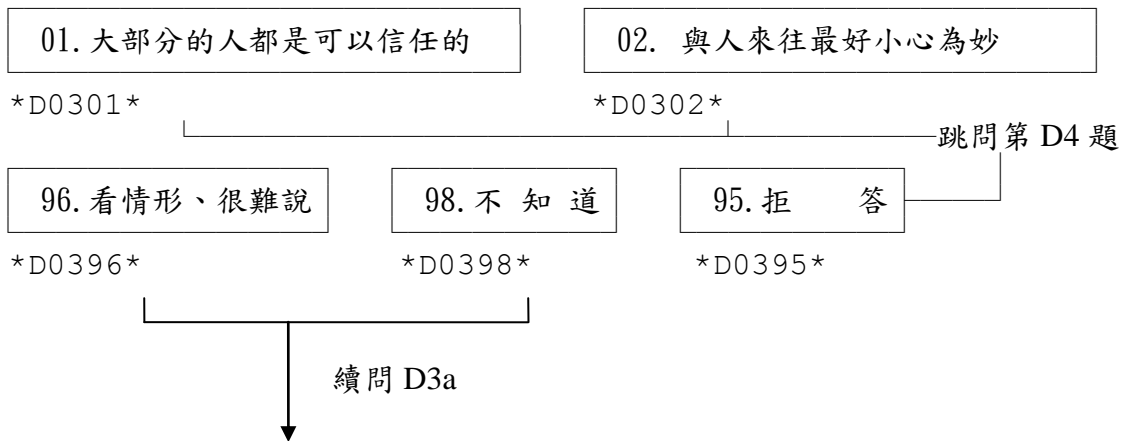 01.大部分的人都是可以信任的 02. 與人來往最好小心為妙
*D0301* *D0302*
跳問第 D4 題
96.看情形、很難說 98.不 知 道 95.拒 答
*D0396* *D0398* *D0395*
續問 D3a